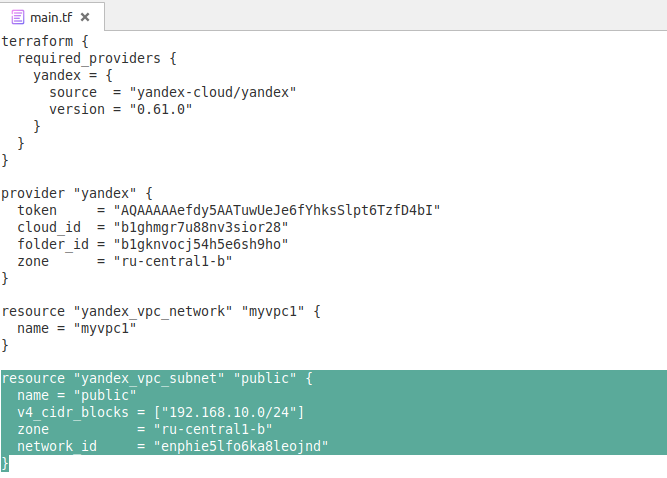 main.tf ×
terraform {
  required_providers {
    yandex = {
      source  = "yandex-cloud/yandex"
      version = "0.61.0"
    }
  }
}

provider "yandex" {
  token     = "AQAAAAAefdy5AATuwUeJe6fYhksSlpt6TzfD4bI"
  cloud_id  = "b1ghmgr7u88nv3sior28"
  folder_id = "b1gknvocj54h5e6sh9ho"
  zone      = "ru-central1-b"
}

resource "yandex_vpc_network" "myvpc1" {
  name = "myvpc1"
}

resource "yandex_vpc_subnet" "public" {
  name = "public"
  v4_cidr_blocks = ["192.168.10.0/24"]
  zone           = "ru-central1-b"
  network_id     = "enphie5lfo6ka8leojnd"
}